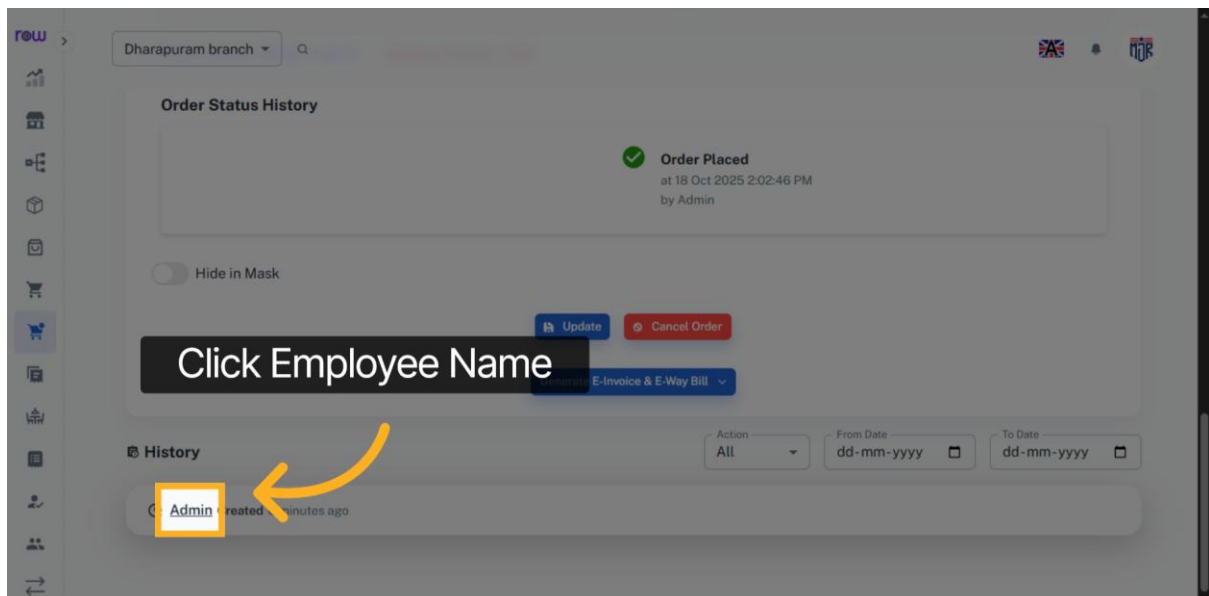 row
Dharapuram branch
A
MJR
Order Status History
Order Placed
at 18 Oct 2025 2:02:46 PM
by Admin
Hide in Mask
Update
Cancel Order
Click Employee Name
Generate E-Invoice & E-Way Bill
History
Action
All
From Date
dd-mm-yyyy
To Date
dd-mm-yyyy
Admin Created minutes ago